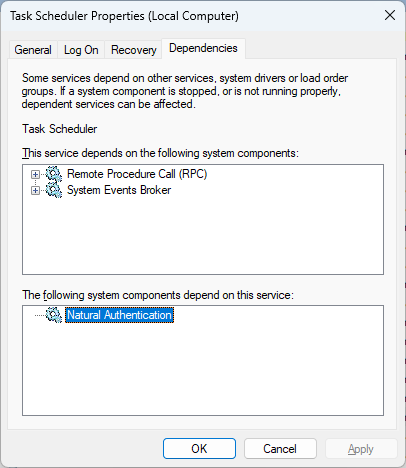 Task Scheduler Properties (Local Computer)
General Log On Recovery Dependencies
Some services depend on other services, system drivers or load order
groups. If a system component is stopped, or is not running properly,
dependent services can be affected.
Task Scheduler
This service depends on the following system components:
Remote Procedure Call (RPC)
System Events Broker
The following system components depend on this service:
Natural Authentication
OK Cancel Apply